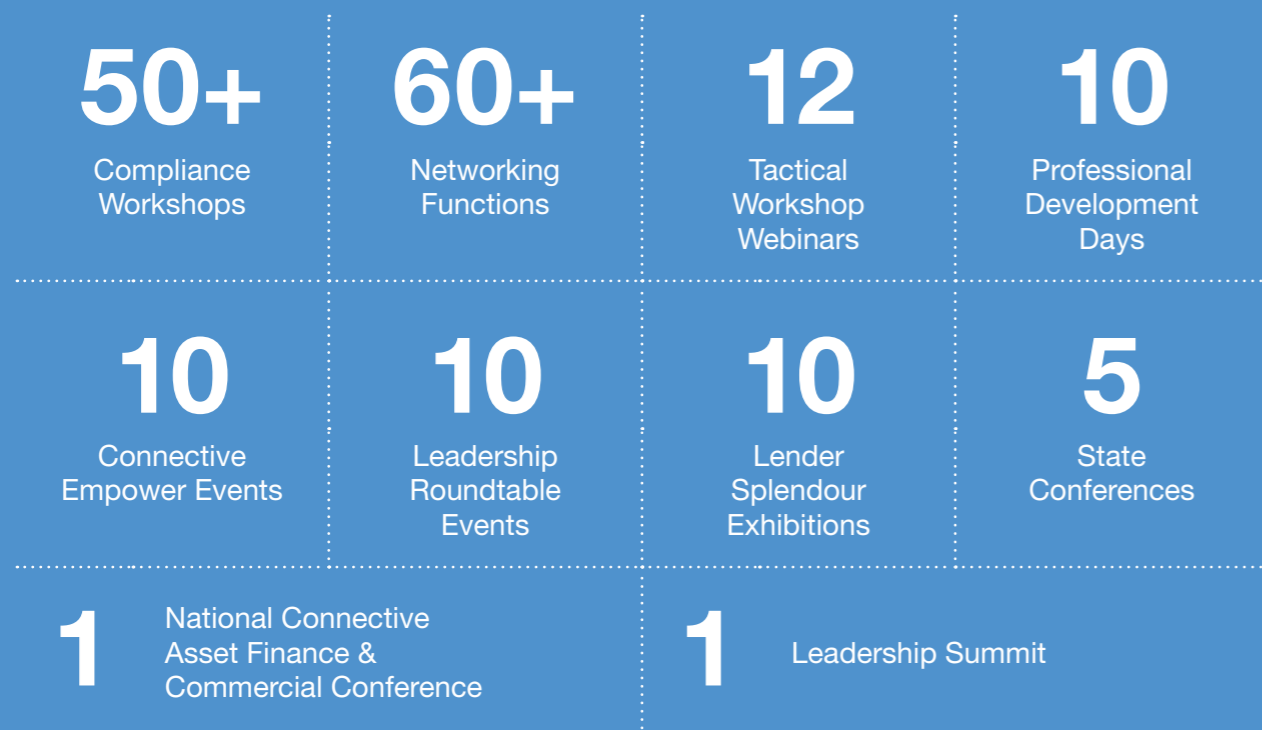 50+
Compliance
Workshops
60+
Networking
Functions
12
Tactical
Workshop
Webinars
10
Professional
Development
Days
10
Connective
Empower Events
10
Leadership
Roundtable
Events
10
Lender
Splendour
Exhibitions
5
State
Conferences
1
National Connective
Asset Finance &
Commercial Conference
1
Leadership Summit